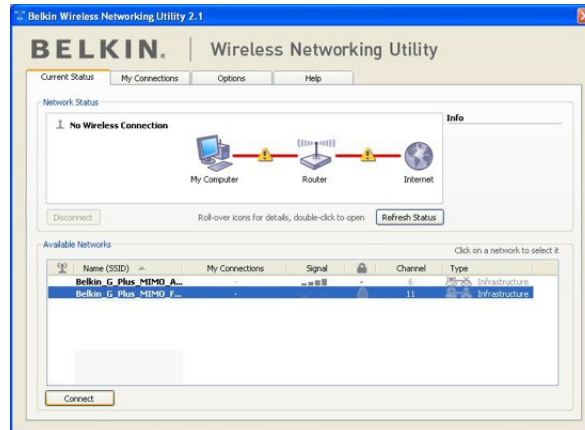 Belkin Wireless Networking Utility 2.1
BELKIN. | Wireless Networking Utility
Current Status My Connections Options Help
Network Status
No Wireless Connection
Info
My Computer Router Internet
Disconnect Roll-over icons for details, double-click to open Refresh Status
Available Networks
Click on a network to select it
Name (SSID) My Connections Signal Channel Type
Belkin_G_Plus_MIMO_A... - - 6 Infrastructure
Belkin_G_Plus_MIMO_F... - 11 Infrastructure
Connect